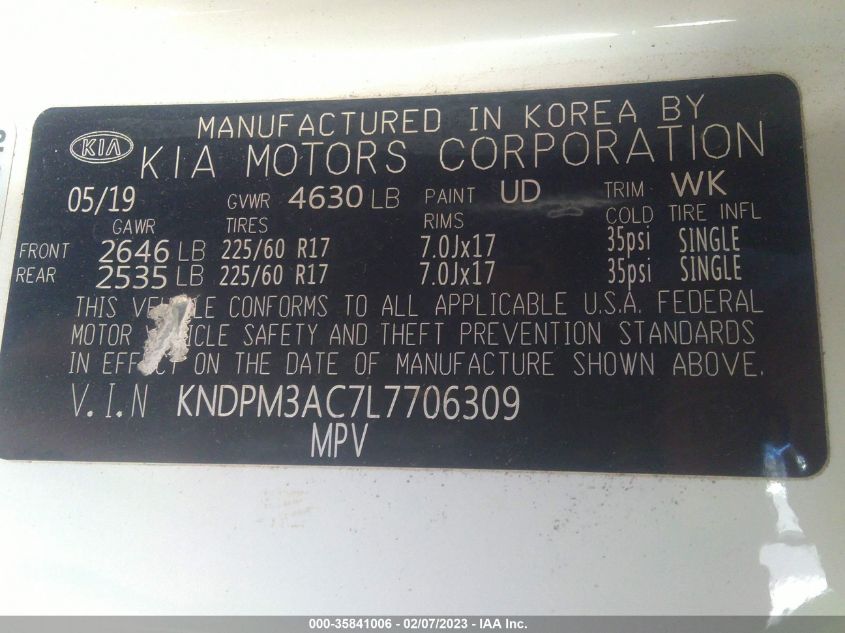 MANUFACTURED IN KOREA BY
KIA KIA MOTORS CORPORATION
05/19 GVWR 4630 LB PAINT UD TRIM WK
GAWR TIRES RIMS COLD TIRE INFL
FRONT 2646 LB 225/60 R17 7.0Jx17 35psi SINGLE
REAR 2535 LB 225/60 R17 7.0Jx17 35psi SINGLE
THIS CONFORMS TO ALL APPLICABLE U.S.A. FEDERAL
MOTOR SAFETY AND THEFT PREVENTION STANDARDS
IN ON THE DATE OF MANUFACTURE SHOWN ABOVE.
V.I.N KNDPM3AC7L7706309
MPV
000-35841006 - 02/07/2023 - IAA Inc.